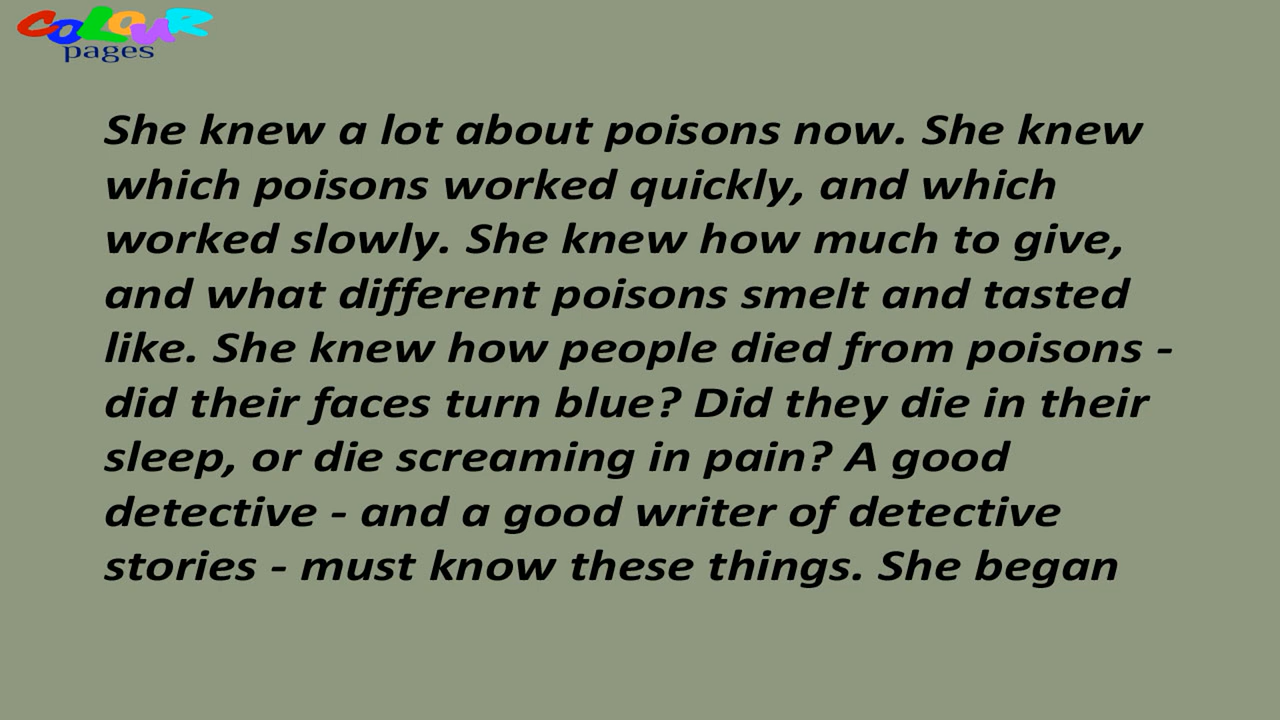 COLOUR
pages
She knew a lot about poisons now. She knew
which poisons worked quickly, and which
worked slowly. She knew how much to give,
and what different poisons smelt and tasted
like. She knew how people died from poisons -
did their faces turn blue? Did they die in their
sleep, or die screaming in pain? A good
detective - and a good writer of detective
stories - must know these things. She began